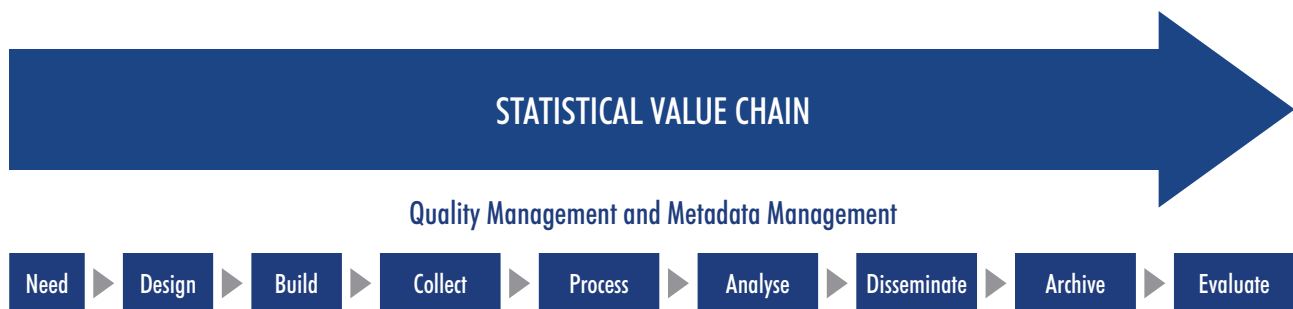 STATISTICAL VALUE CHAIN
Quality Management and Metadata Management
Need Design Build Collect Process Analyse Disseminate Archive Evaluate